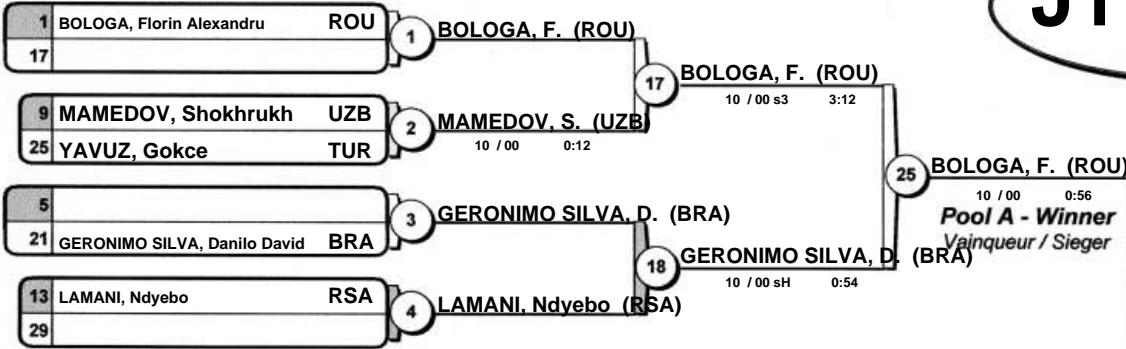 1 BOLOGA, Florin Alexandru ROU
17
1 BOLOGA, F. (ROU)
9 MAMEDOV, Shokhrukh UZB
25 YAVUZ, Gokce TUR
2 MAMEDOV, S. (UZB)
10 / 00 0:12
17 BOLOGA, F. (ROU)
10 / 00 s3 3:12
5
21 GERONIMO SILVA, Danilo David BRA
3 GERONIMO SILVA, D. (BRA)
13 LAMANI, Ndyebo RSA
29
4 LAMANI, Ndyebo (RSA)
18 GERONIMO SILVA, D. (BRA)
10 / 00 sH 0:54
25 BOLOGA, F. (ROU)
10 / 00 0:56
Pool A - Winner
Vainqueur / Sieger